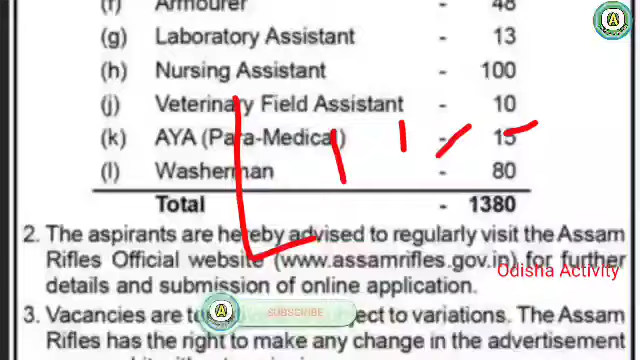 (f) Armourer - 48
(g) Laboratory Assistant - 13
(h) Nursing Assistant - 100
(j) Veterinary Field Assistant - 10
(k) AYA (Para-Medical) - 15
(l) Washerman - 80
Total - 1380
2. The aspirants are hereby advised to regularly visit the Assam
Rifles Official website (www.assamrifles.gov.in) for further
Odisha Activity
details and submission of online application.
SUBSCRIBE
3. Vacancies are to ject to variations. The Assam
Rifles has the right to make any change in the advertisement